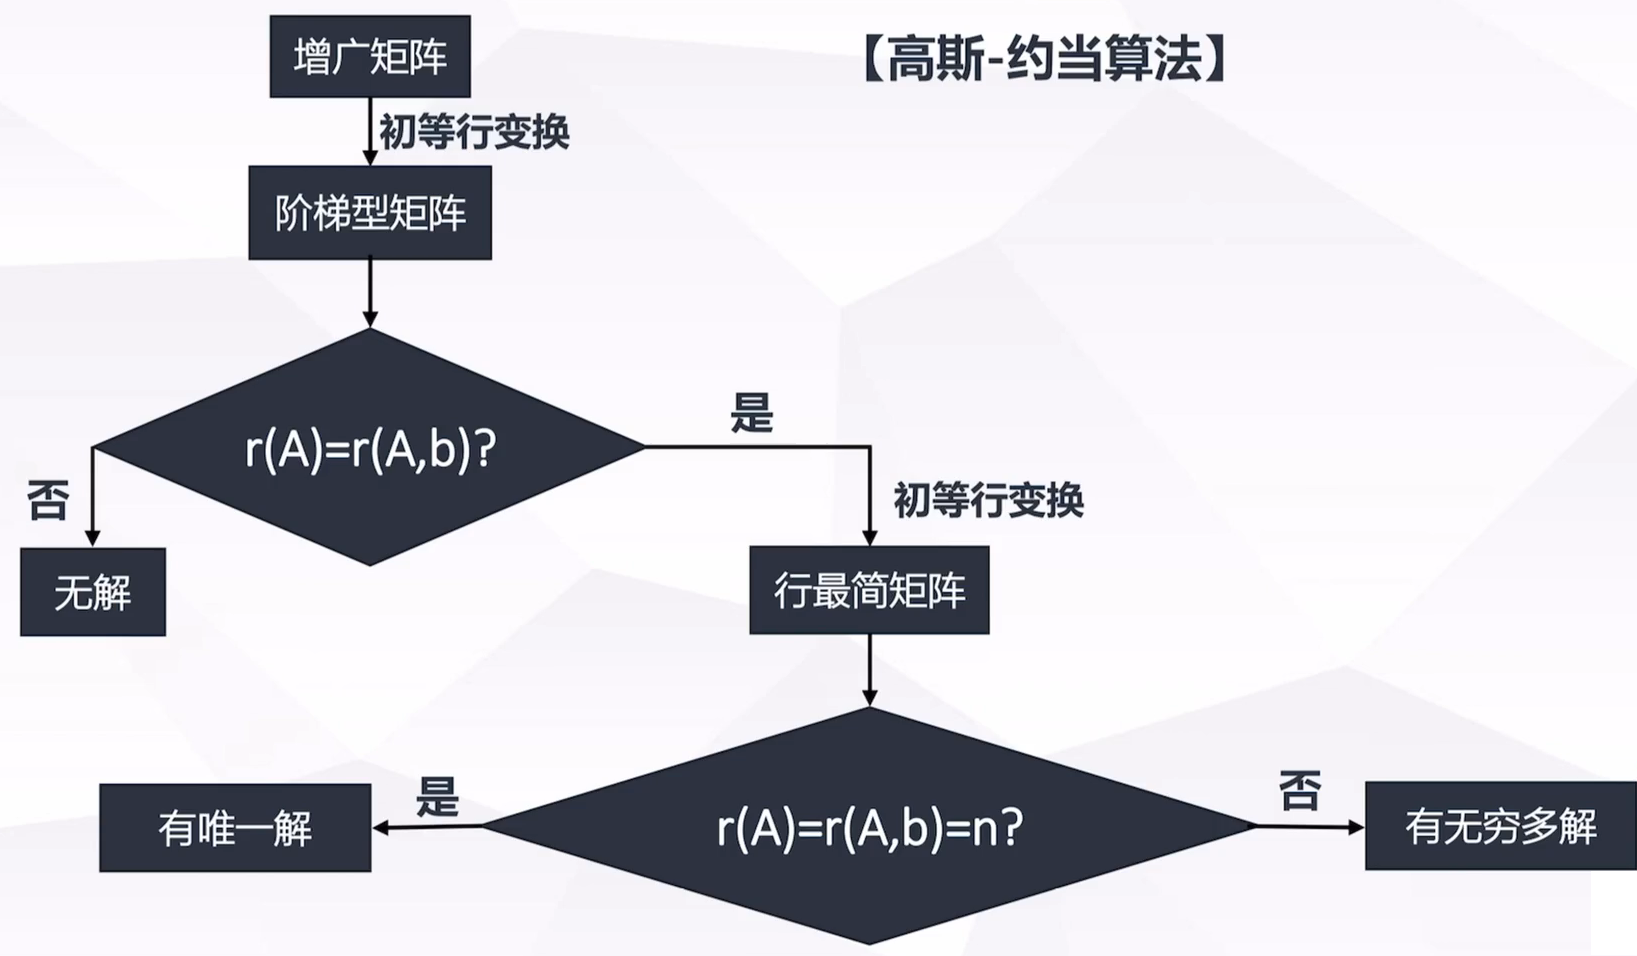 增广矩阵
【高斯-约当算法】
初等行变换
阶梯型矩阵
r(A)=r(A,b)?
是
否
初等行变换
无解
行最简矩阵
r(A)=r(A,b)=n?
是
否
有唯一解
有无穷多解